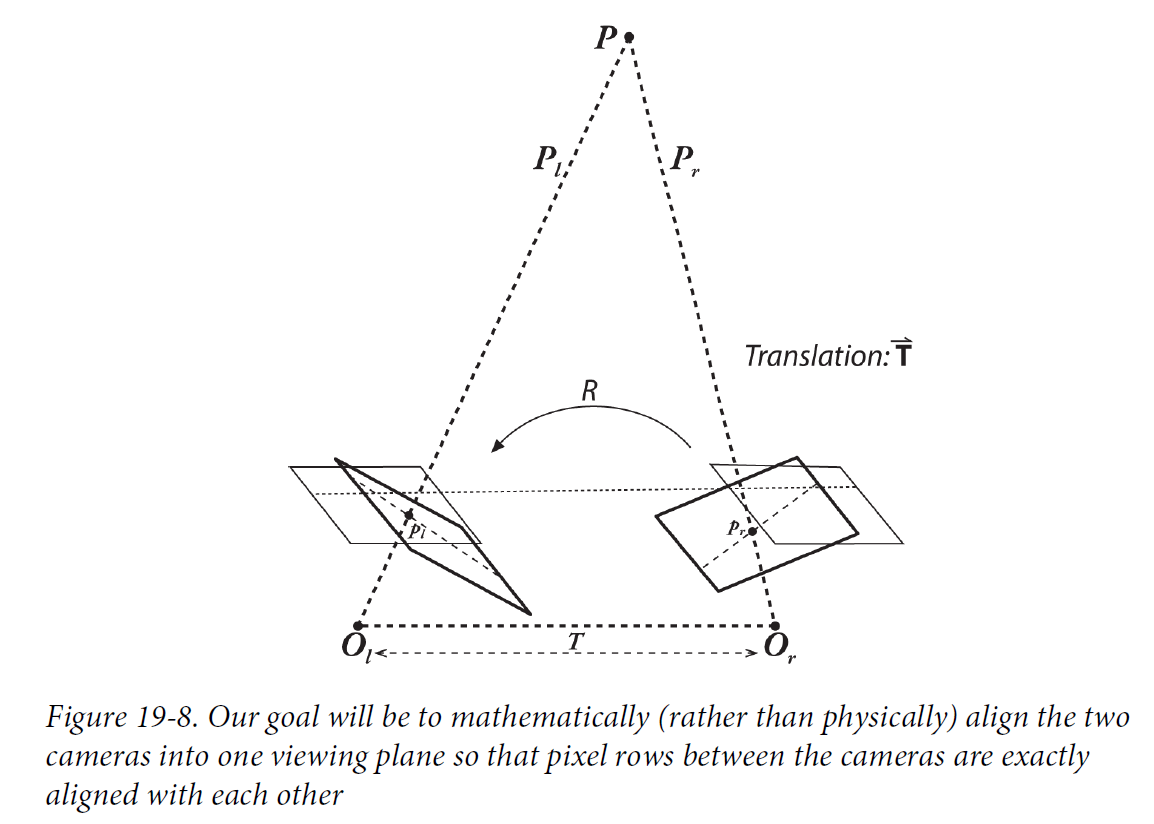 P
P_l
P_r
Translation: T⃗
R
p_l
p_r
T
O_l
O_r
Figure 19-8. Our goal will be to mathematically (rather than physically) align the two
cameras into one viewing plane so that pixel rows between the cameras are exactly
aligned with each other